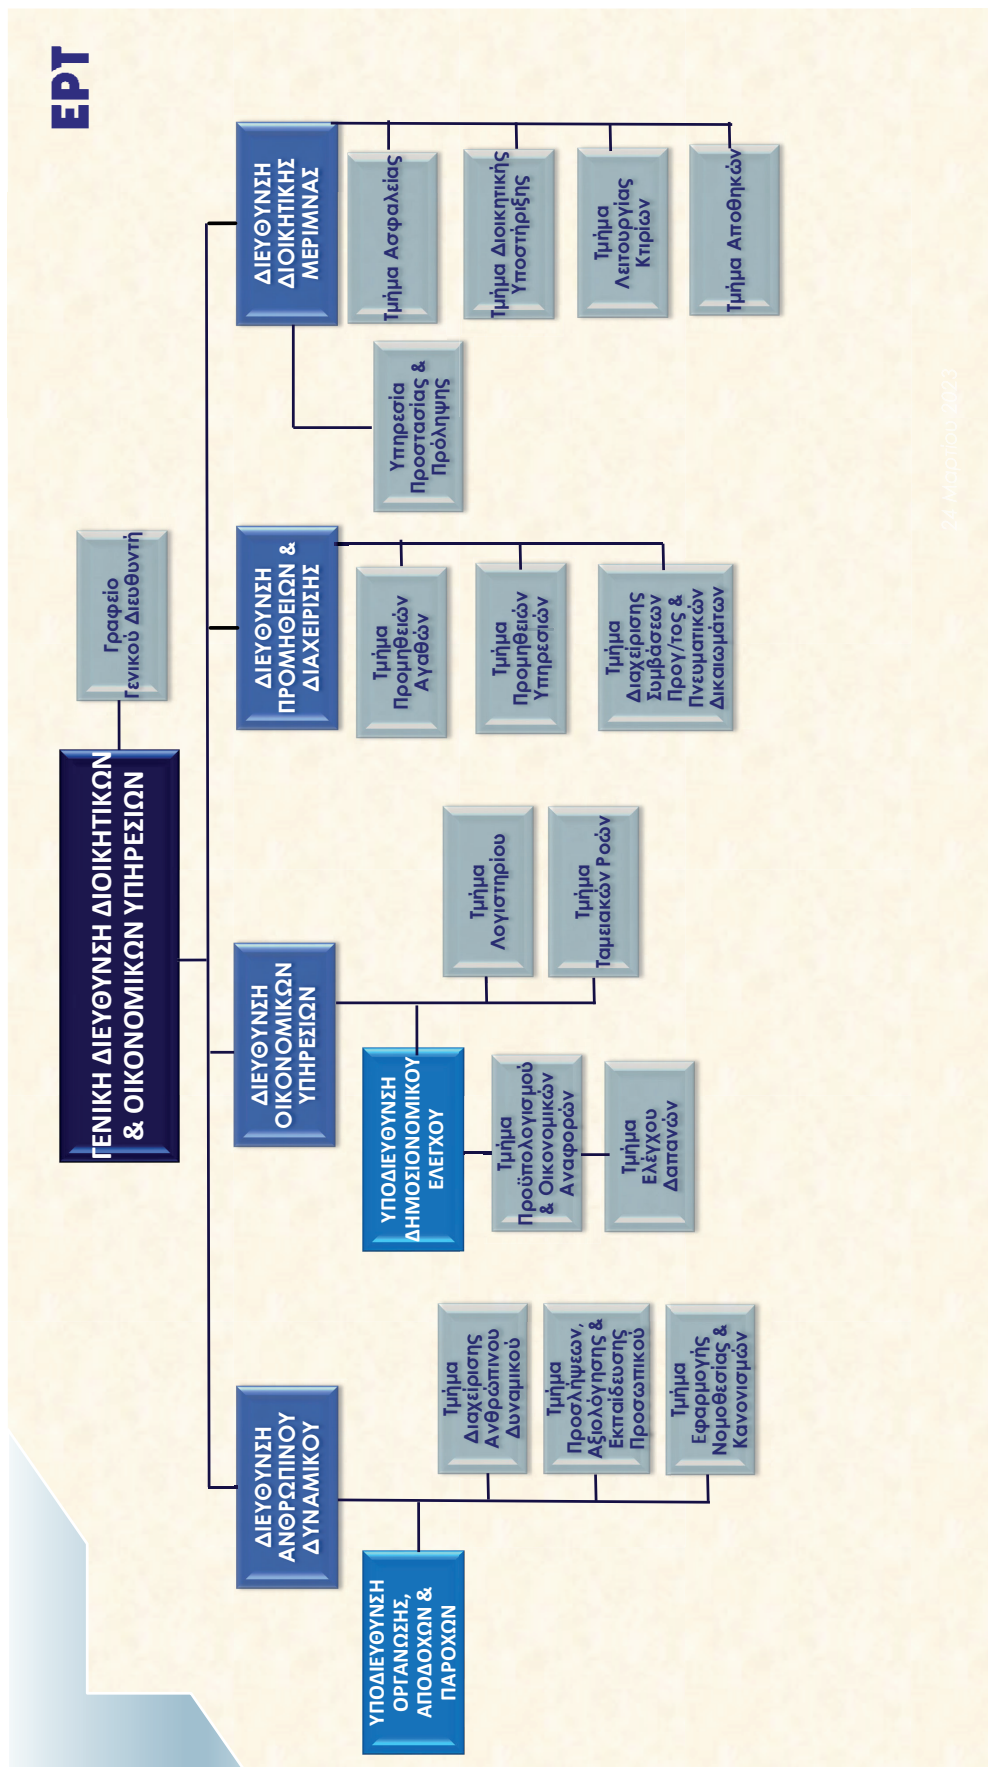 ΕΡΤ
ΓΕΝΙΚΗ ΔΙΕΥΘΥΝΣΗ ΔΙΟΙΚΗΤΙΚΩΝ
& ΟΙΚΟΝΟΜΙΚΩΝ ΥΠΗΡΕΣΙΩΝ
Γραφείο
Γενικού Διευθυντή
ΔΙΕΥΘΥΝΣΗ
ΑΝΘΡΩΠΙΝΟΥ
ΔΥΝΑΜΙΚΟΥ
ΥΠΟΔΙΕΥΘΥΝΣΗ
ΟΡΓΑΝΩΣΗΣ,
ΑΠΟΔΟΧΩΝ &
ΠΑΡΟΧΩΝ
Τμήμα
Διαχείρισης
Ανθρώπινου
Δυναμικού
Τμήμα
Προσλήψεων,
Αξιολόγησης &
Εκπαίδευσης
Προσωπικού
Τμήμα
Εφαρμογής
Νομοθεσίας &
Κανονισμών
ΔΙΕΥΘΥΝΣΗ
ΟΙΚΟΝΟΜΙΚΩΝ
ΥΠΗΡΕΣΙΩΝ
ΥΠΟΔΙΕΥΘΥΝΣΗ
ΔΗΜΟΣΙΟΝΟΜΙΚΟΥ
ΕΛΕΓΧΟΥ
Τμήμα
Προϋπολογισμού
& Οικονομικών
Αναφορών
Τμήμα
Ελέγχου
Δαπανών
Τμήμα
Λογιστηρίου
Τμήμα
Ταμειακών Ροών
ΔΙΕΥΘΥΝΣΗ
ΠΡΟΜΗΘΕΙΩΝ &
ΔΙΑΧΕΙΡΙΣΗΣ
Τμήμα
Προμηθειών
Αγαθών
Τμήμα
Προμηθειών
Υπηρεσιών
Τμήμα
Διαχείρισης
Συμβάσεων
Προγ/τος &
Πνευματικών
Δικαιωμάτων
ΔΙΕΥΘΥΝΣΗ
ΔΙΟΙΚΗΤΙΚΗΣ
ΜΕΡΙΜΝΑΣ
Υπηρεσία
Προστασίας &
Πρόληψης
Τμήμα Ασφαλείας
Τμήμα Διοικητικής
Υποστήριξης
Τμήμα
Λειτουργίας
Κτιρίων
Τμήμα Αποθηκών